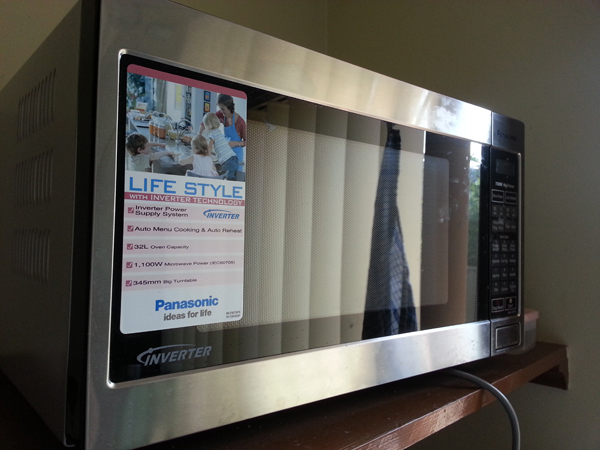 LIFE STYLE
WITH INVERTER TECHNOLOGY
Inverter Power
Supply System INVERTER
Auto Menu Cooking & Auto Reheat
32L Oven Capacity
1,100W Microwave Power (IEC60705)
345mm Big Turntable
Panasonic
ideas for life
INVERTER